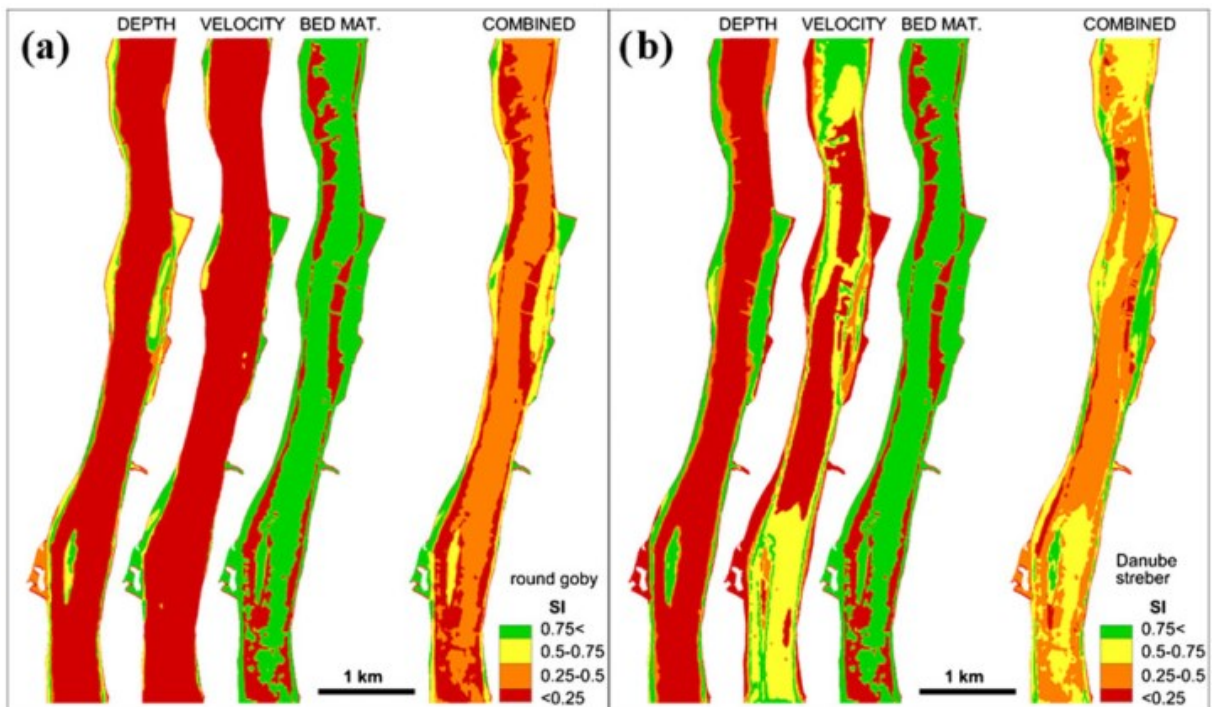 (a) DEPTH VELOCITY BED MAT. COMBINED
round goby
SI
0.75<
0.5-0.75
0.25-0.5
<0.25
1 km
(b) DEPTH VELOCITY BED MAT. COMBINED
Danube
streber
SI
0.75<
0.5-0.75
0.25-0.5
<0.25
1 km